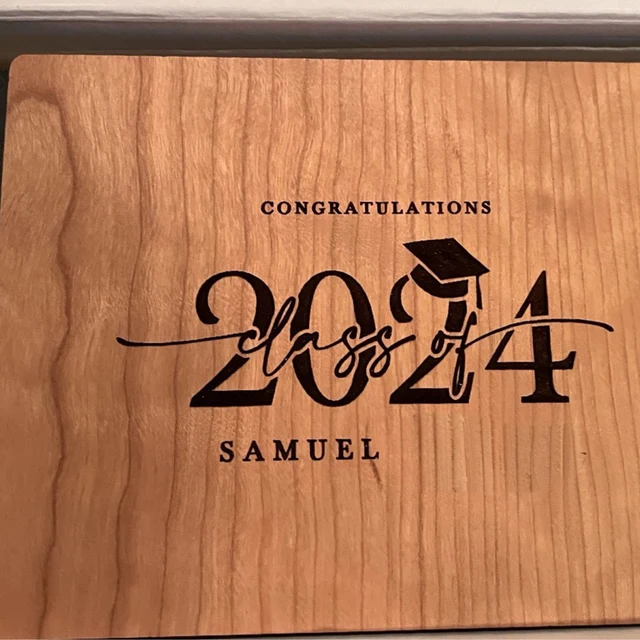 CONGRATULATIONS
class of
2024
SAMUEL